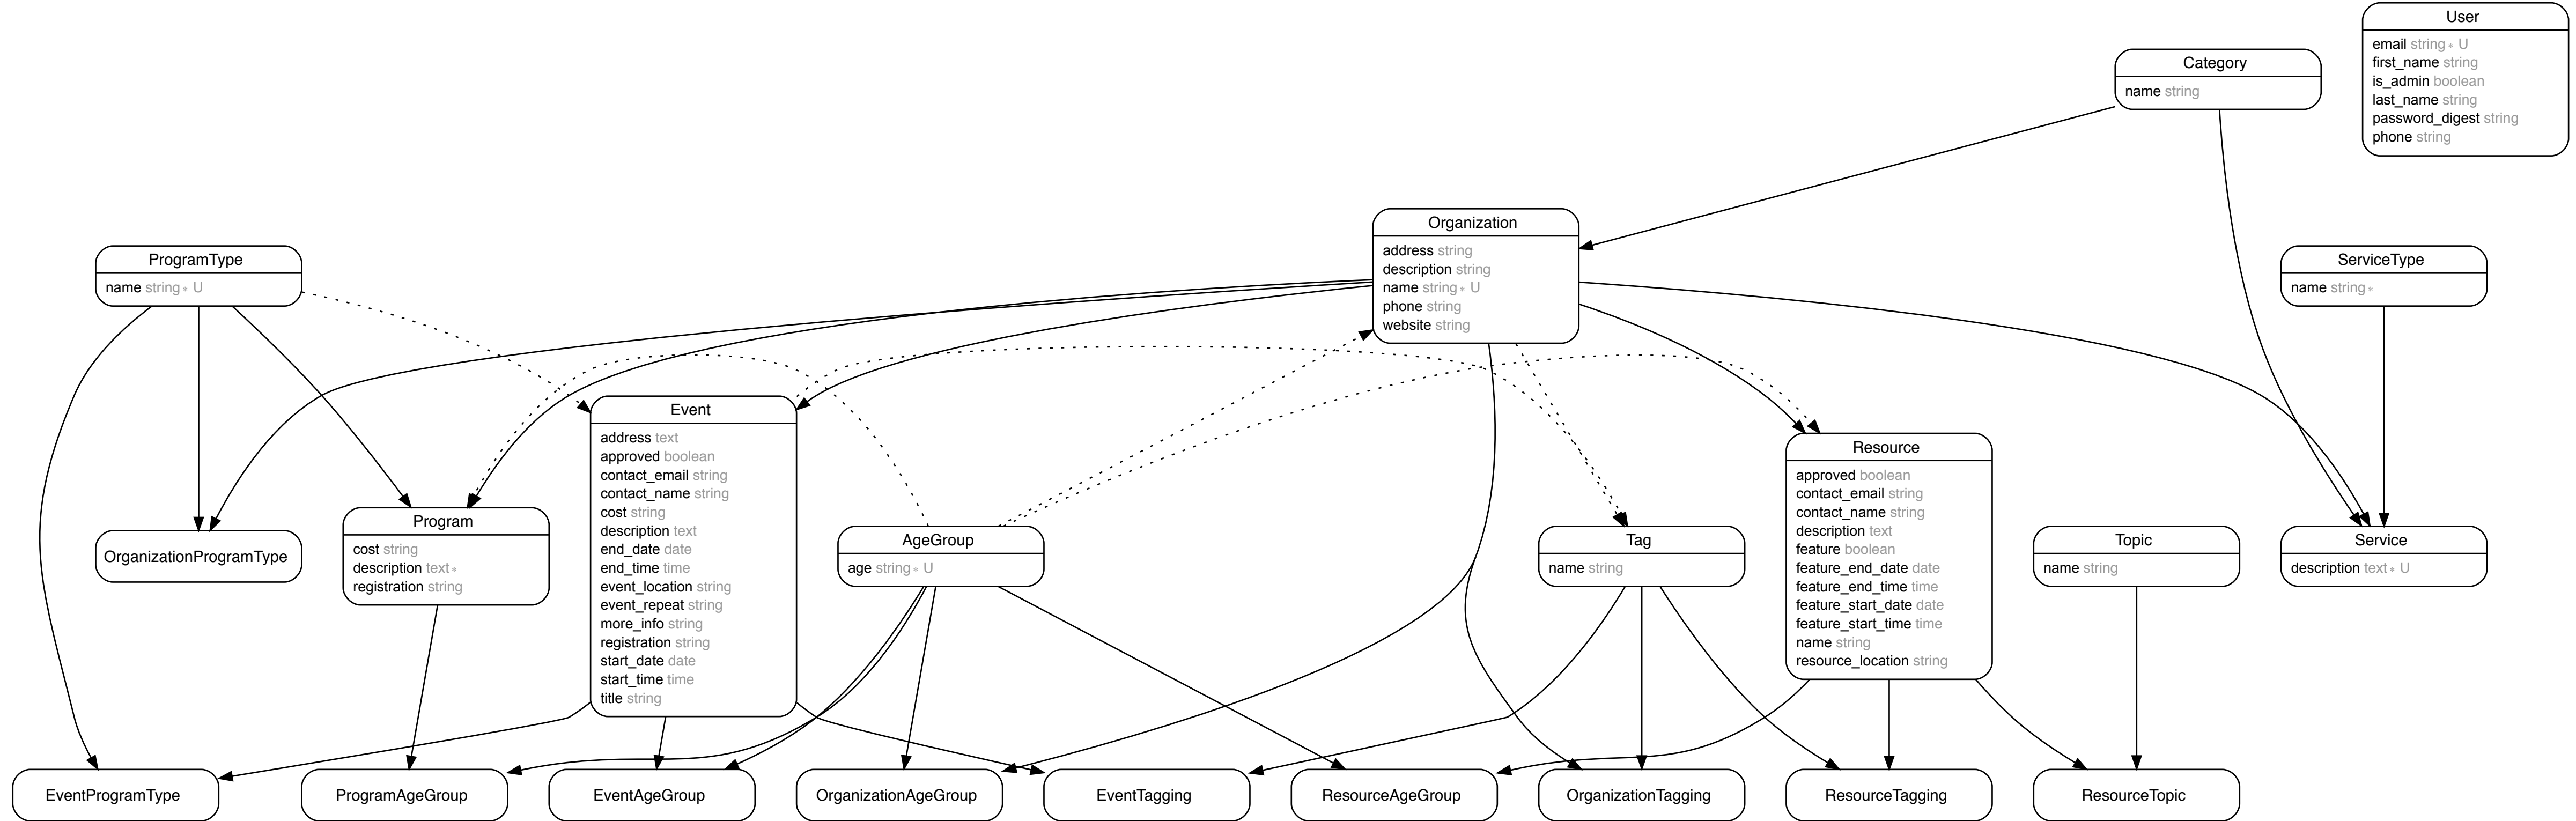 User
email string∗ U
first_name string
is_admin boolean
last_name string
password_digest string
phone string
Category
name string
Organization
address string
description string
name string∗ U
phone string
website string
ProgramType
name string∗ U
ServiceType
name string∗
Event
address text
approved boolean
contact_email string
contact_name string
cost string
description text
end_date date
end_time time
event_location string
event_repeat string
more_info string
registration string
start_date date
start_time time
title string
Resource
approved boolean
contact_email string
contact_name string
description text
feature boolean
feature_end_date date
feature_end_time time
feature_start_date date
feature_start_time time
name string
resource_location string
OrganizationProgramType
Program
cost string
description text∗
registration string
AgeGroup
age string∗ U
Tag
name string
Topic
name string
Service
description text∗ U
EventProgramType
ProgramAgeGroup
EventAgeGroup
OrganizationAgeGroup
EventTagging
ResourceAgeGroup
OrganizationTagging
ResourceTagging
ResourceTopic